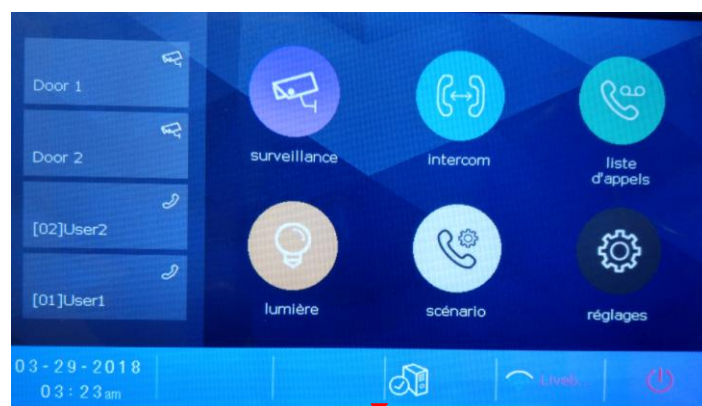 Door 1
Door 2
[02]User2
[01]User1
surveillance
intercom
liste
d'appels
lumière
scénario
réglages
03-29-2018
03:23am